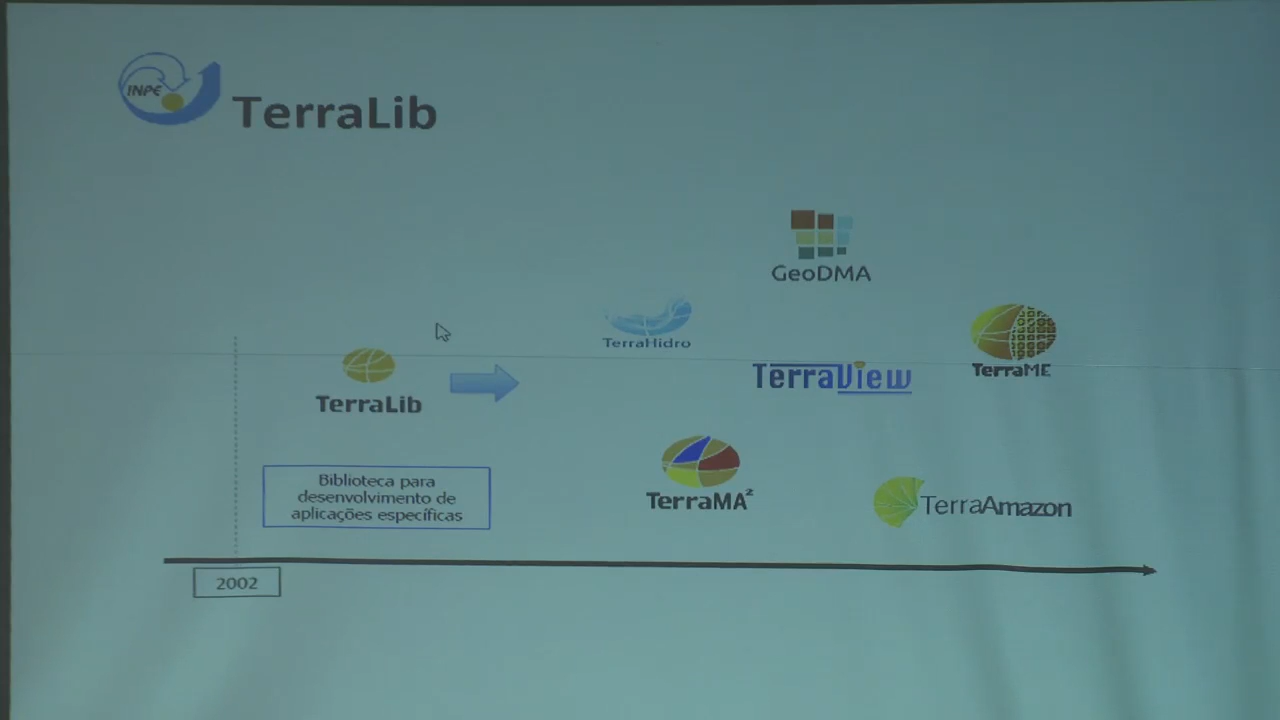 INPE
TerraLib
GeoDMA
TerraHidro
TerraView
TerraME
TerraLib
Biblioteca para
desenvolvimento de
aplicações específicas
TerraMA²
TerraAmazon
2002